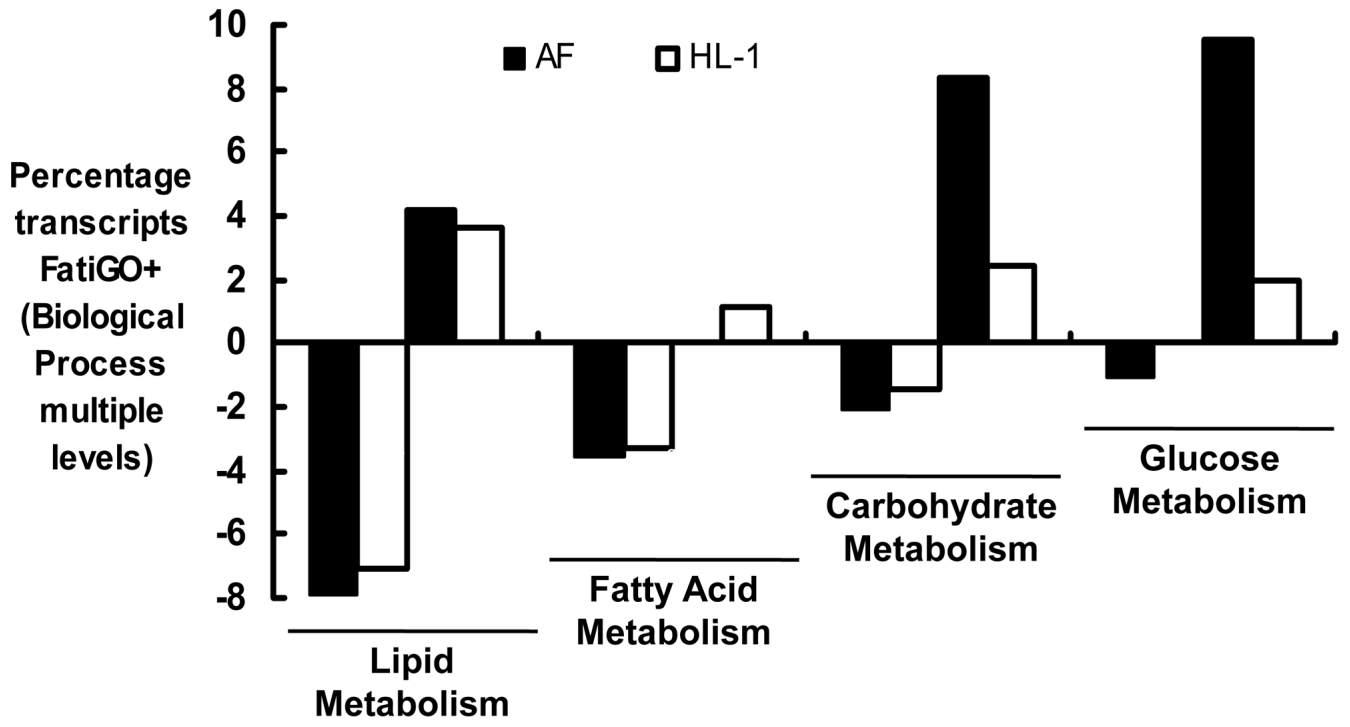 10
8
6
4
2
0
-2
-4
-6
-8
AF
HL-1
Percentage
transcripts
FatiGO+
(Biological
Process
multiple
levels)
Lipid
Metabolism
Fatty Acid
Metabolism
Carbohydrate
Metabolism
Glucose
Metabolism